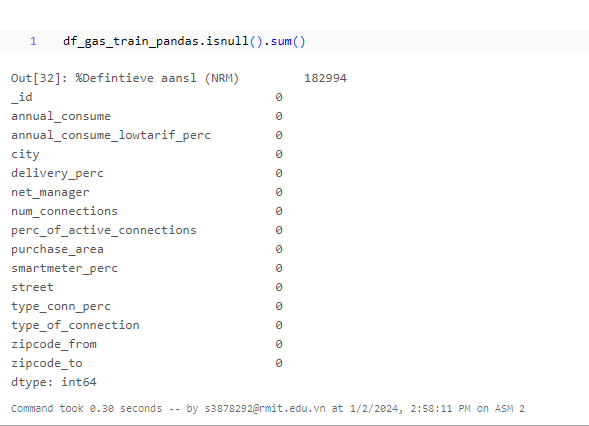 1 df_gas_train_pandas.isnull().sum()
Out[32]: %Defintieve aansl (NRM) 182994
_id 0
annual_consume 0
annual_consume_lowtarif_perc 0
city 0
delivery_perc 0
net_manager 0
num_connections 0
perc_of_active_connections 0
purchase_area 0
smartmeter_perc 0
street 0
type_conn_perc 0
type_of_connection 0
zipcode_from 0
zipcode_to 0
dtype: int64
Command took 0.30 seconds -- by s3878292@rmit.edu.vn at 1/2/2024, 2:58:11 PM on ASM 2